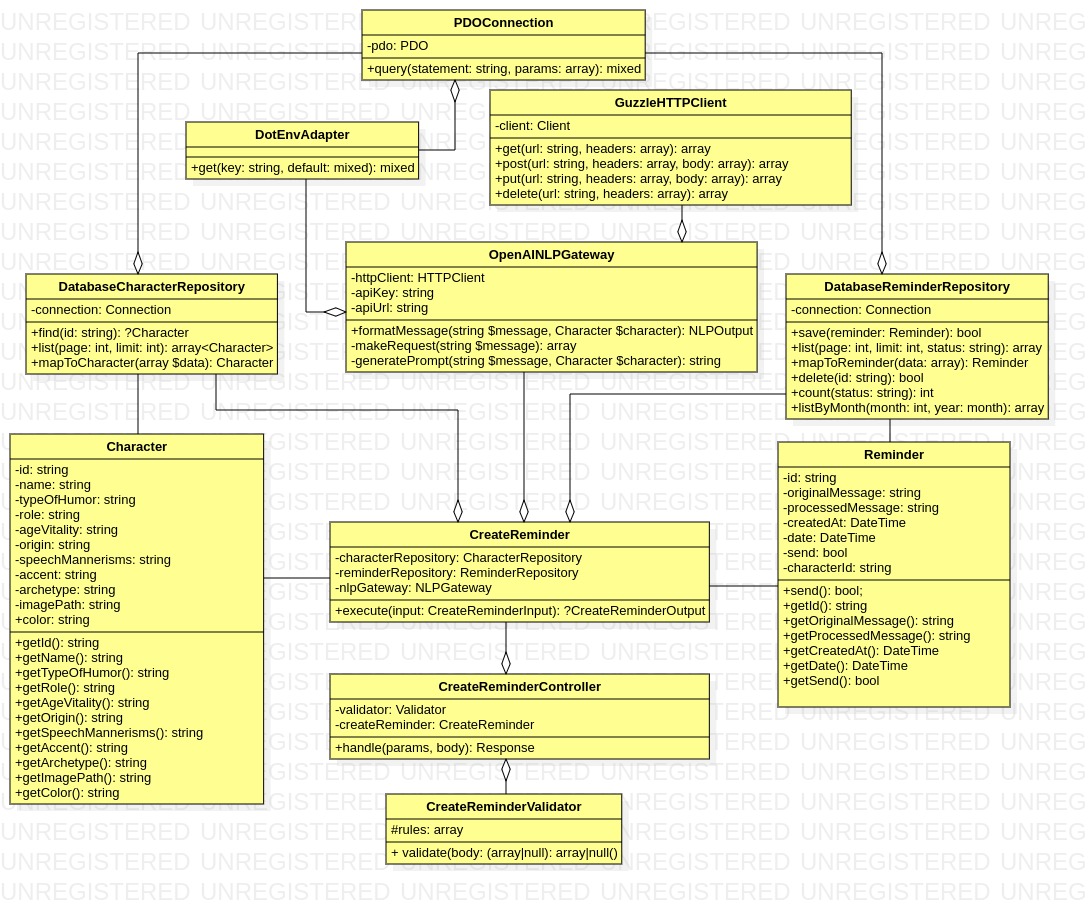 PDOConnection
-pdo: PDO
+query(statement: string, params: array): mixed
GuzzleHTTPClient
-client: Client
+get(url: string, headers: array): array
+post(url: string, headers: array, body: array): array
+put(url: string, headers: array, body: array): array
+delete(url: string, headers: array): array
DotEnvAdapter
+get(key: string, default: mixed): mixed
OpenAINLPGateway
-httpClient: HTTPClient
-apiKey: string
-apiUrl: string
+formatMessage(string $message, Character $character): NLPOutput
-makeRequest(string $message): array
-generatePrompt(string $message, Character $character): string
DatabaseCharacterRepository
-connection: Connection
+find(id: string): ?Character
+list(page: int, limit: int): array<Character>
+mapToCharacter(array $data): Character
DatabaseReminderRepository
-connection: Connection
+save(reminder: Reminder): bool
+list(page: int, limit: int, status: string): array
+mapToReminder(data: array): Reminder
+delete(id: string): bool
+count(status: string): int
+listByMonth(month: int, year: month): array
Character
-id: string
-name: string
-typeOfHumor: string
-role: string
-ageVitality: string
-origin: string
-speechMannerisms: string
-accent: string
-archetype: string
-imagePath: string
+color: string
+getId(): string
+getName(): string
+getTypeOfHumor(): string
+getRole(): string
+getAgeVitality(): string
+getOrigin(): string
+getSpeechMannerisms(): string
+getAccent(): string
+getArchetype(): string
+getImagePath(): string
+getColor(): string
Reminder
-id: string
-originalMessage: string
-processedMessage: string
-createdAt: DateTime
-date: DateTime
-send: bool
-characterId: string
+send(): bool;
+getId(): string
+getOriginalMessage(): string
+getProcessedMessage(): string
+getCreatedAt(): DateTime
+getDate(): DateTime
+getSend(): bool
CreateReminder
-characterRepository: CharacterRepository
-reminderRepository: ReminderRepository
-nlpGateway: NLPGateway
+execute(input: CreateReminderInput): ?CreateReminderOutput
CreateReminderController
-validator: Validator
-createReminder: CreateReminder
+handle(params, body): Response
CreateReminderValidator
#rules: array
+ validate(body: (array|null): array|null()
UNREGISTERED